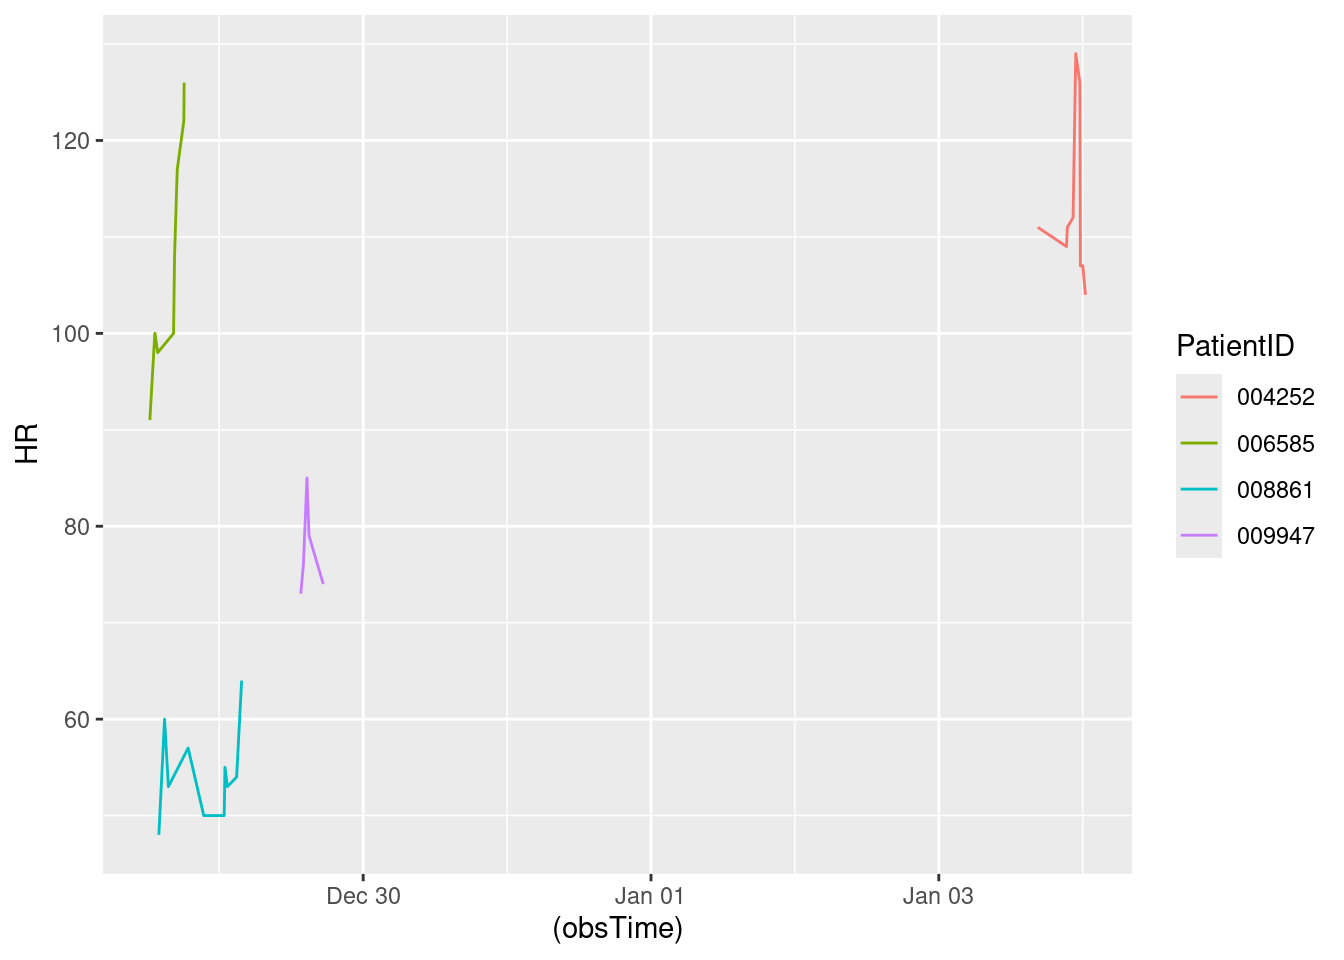 HR
120
100
80
60
Dec 30
Jan 01
Jan 03
(obsTime)
PatientID
004252
006585
008861
009947